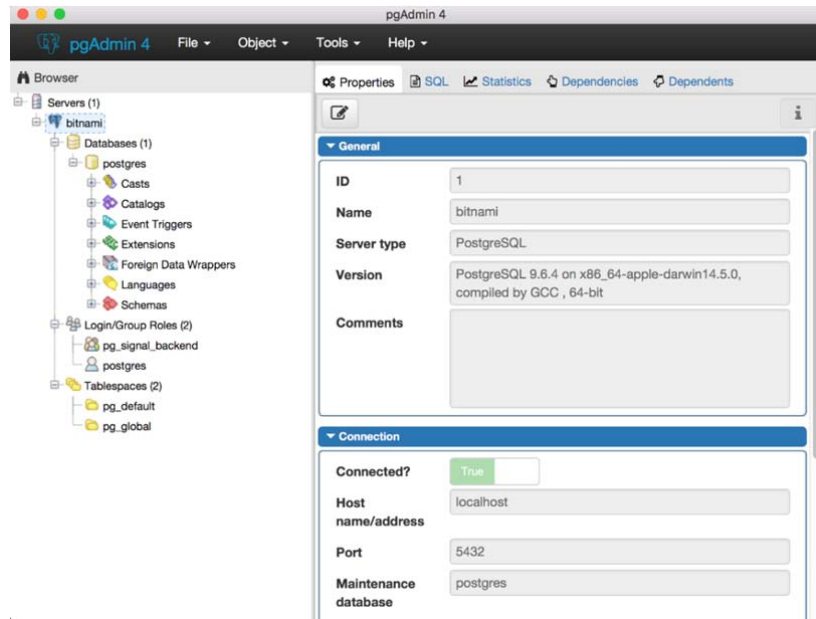 pgAdmin 4
pgAdmin 4 File Object Tools Help
Browser
Servers (1)
bitnami
Databases (1)
postgres
Casts
Catalogs
Event Triggers
Extensions
Foreign Data Wrappers
Languages
Schemas
Login/Group Roles (2)
pg_signal_backend
postgres
Tablespaces (2)
pg_default
pg_global
Properties SQL Statistics Dependencies Dependents
i
General
ID 1
Name bitnami
Server type PostgreSQL
Version PostgreSQL 9.6.4 on x86_64-apple-darwin14.5.0,
compiled by GCC , 64-bit
Comments
Connection
Connected? True
Host localhost
name/address
Port 5432
Maintenance postgres
database